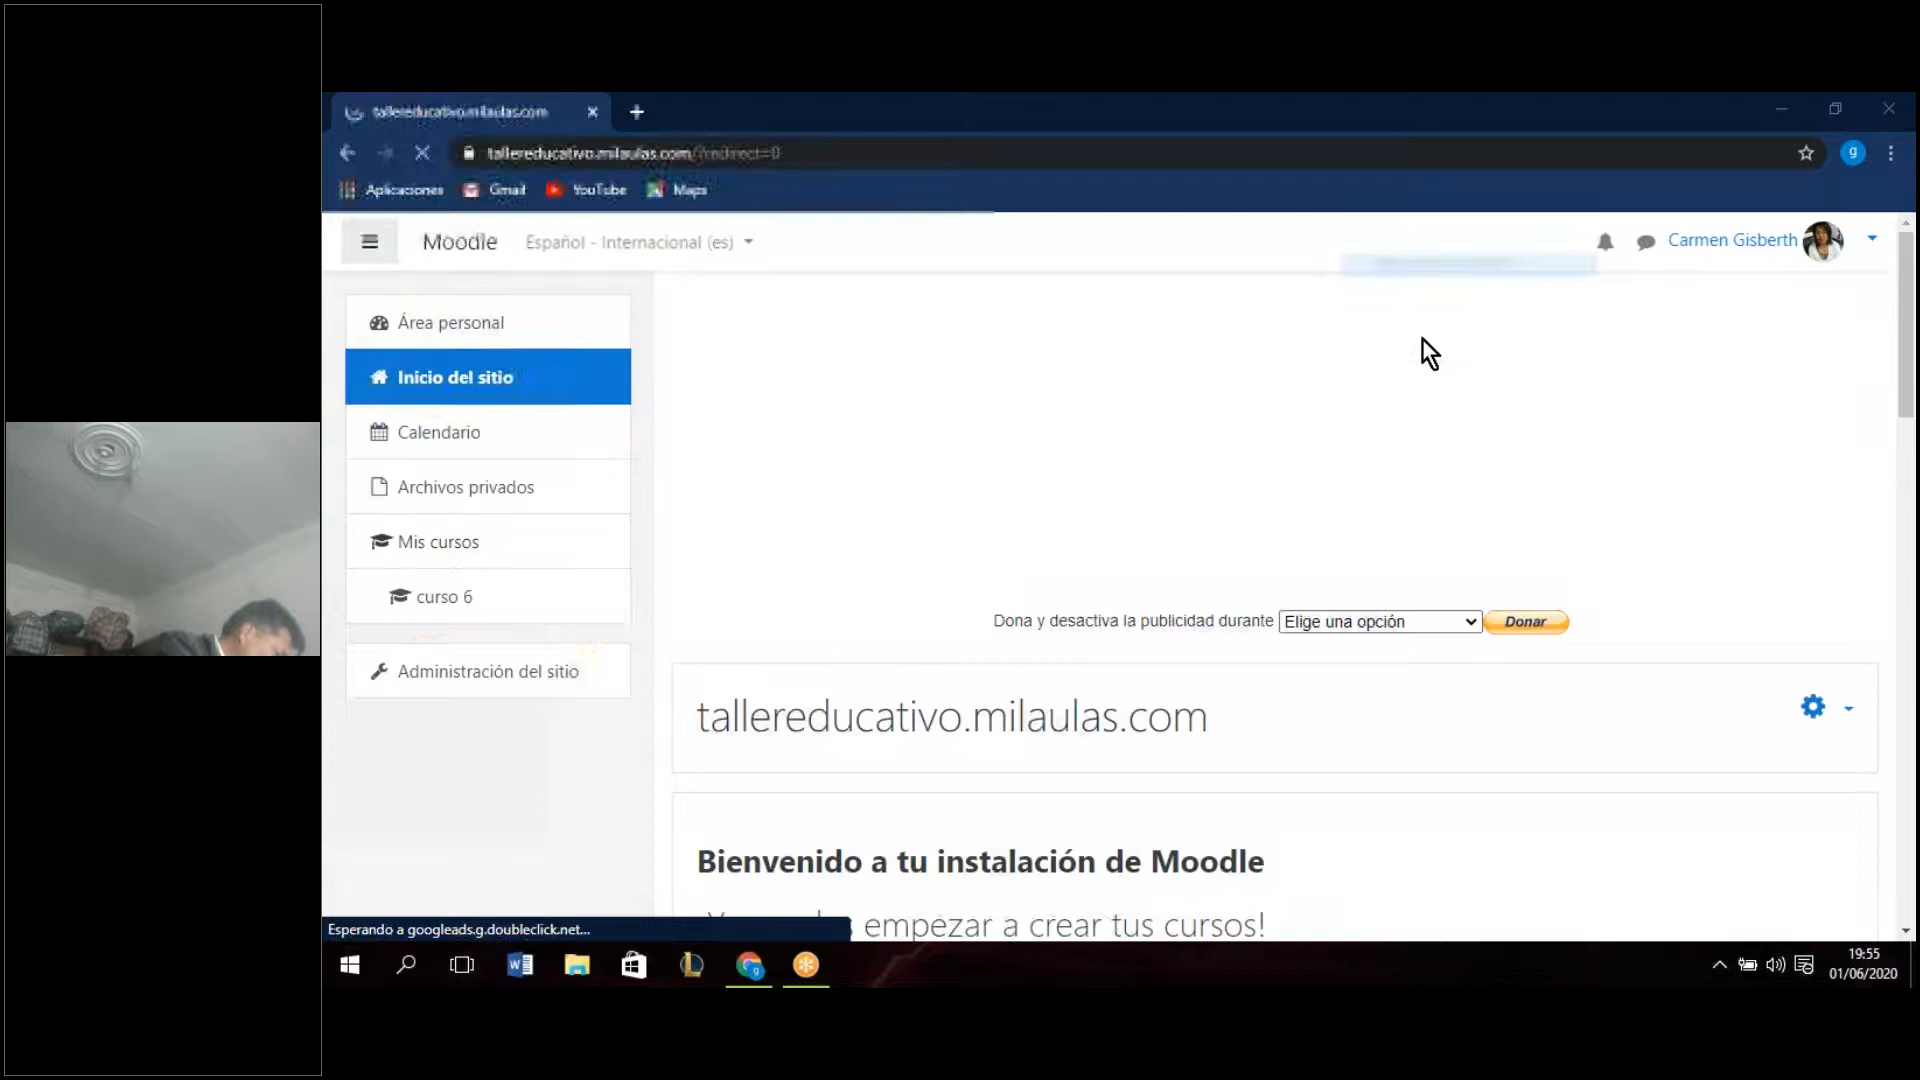 tallereducativo.milaulas.com
tallereducativo.milaulas.com/?redirect=0
g
Aplicaciones
Gmail
YouTube
Maps
Moodle
Español - Internacional (es)
Carmen Gisberth
Área personal
Inicio del sitio
Calendario
Archivos privados
Mis cursos
curso 6
Administración del sitio
Dona y desactiva la publicidad durante
Elige una opción
Donar
tallereducativo.milaulas.com
Bienvenido a tu instalación de Moodle
empezar a crear tus cursos!
Esperando a googleads.g.doubleclick.net...
19:55
01/06/2020